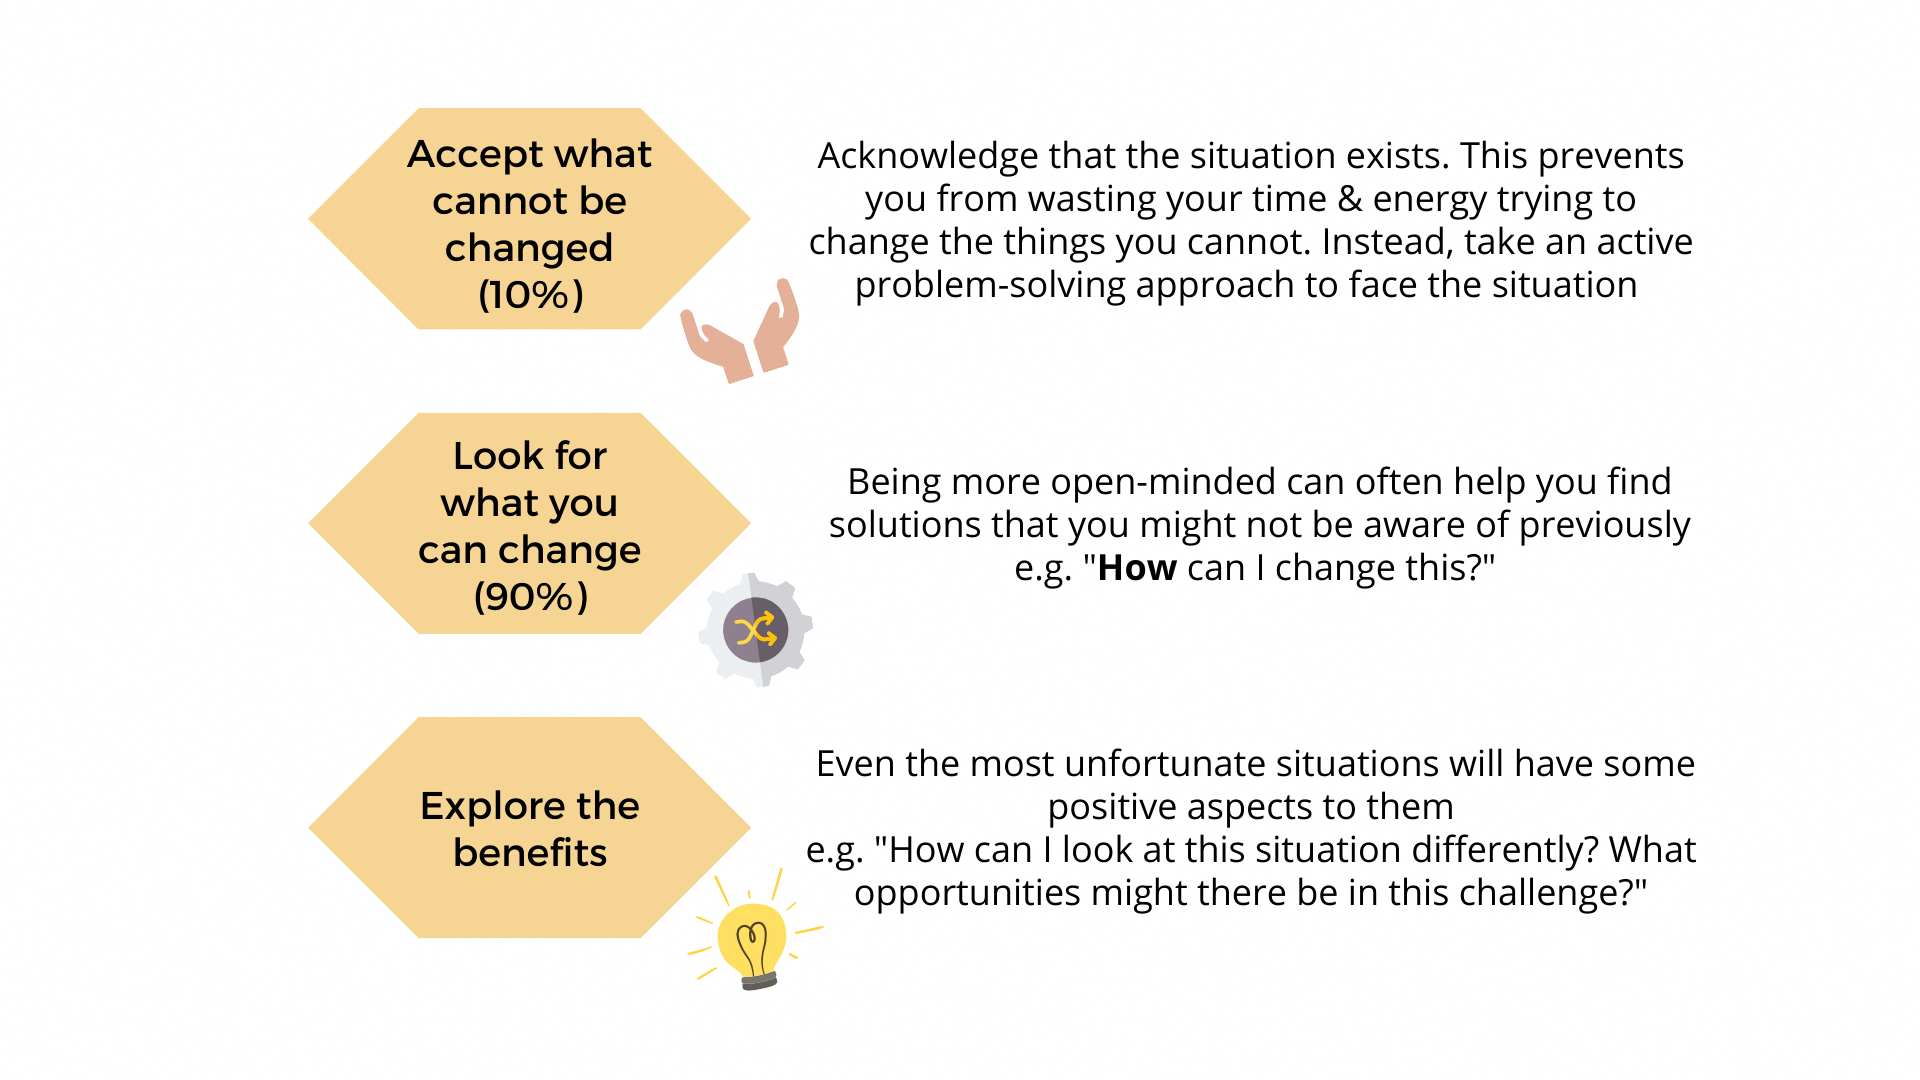 Accept what
cannot be
changed
(10%)
Acknowledge that the situation exists. This prevents
you from wasting your time & energy trying to
change the things you cannot. Instead, take an active
problem-solving approach to face the situation
Look for
what you
can change
(90%)
Being more open-minded can often help you find
solutions that you might not be aware of previously
e.g. "How can I change this?"
Explore the
benefits
Even the most unfortunate situations will have some
positive aspects to them
e.g. "How can I look at this situation differently? What
opportunities might there be in this challenge?"